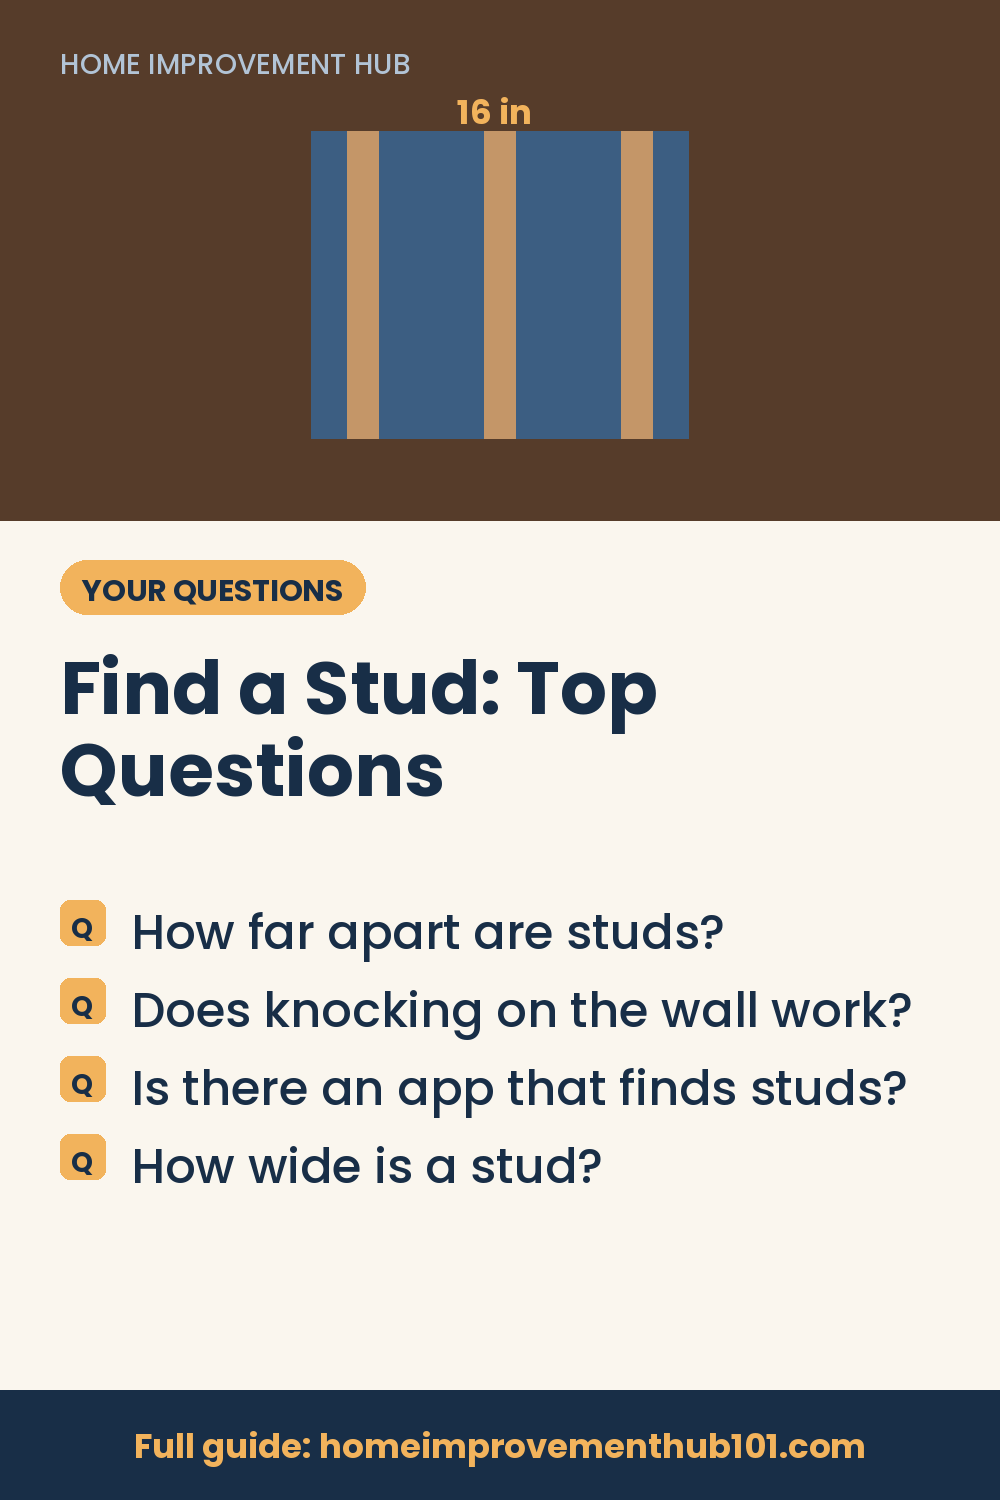 HOME IMPROVEMENT HUB
16 in
YOUR QUESTIONS
Find a Stud: Top
Questions
Q How far apart are studs?
Q Does knocking on the wall work?
Q Is there an app that finds studs?
Q How wide is a stud?
Full guide: homeimprovementhub101.com